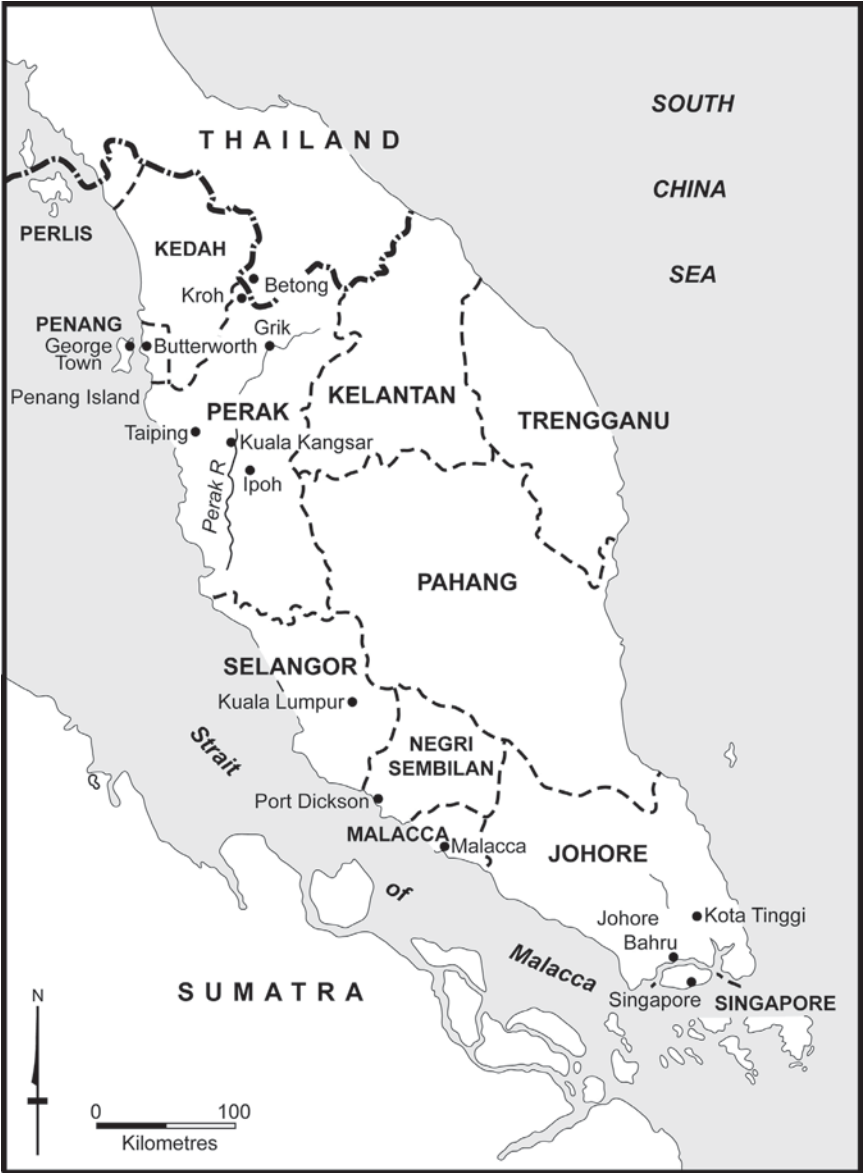 SOUTH
CHINA
SEA
THAILAND
PERLIS
KEDAH
Betong
Kroh
PENANG
George
Town
Butterworth
Grik
Penang Island
PERAK
KELANTAN
TRENGGANU
Taiping
Kuala Kangsar
Ipoh
Perak R
PAHANG
SELANGOR
Kuala Lumpur
NEGRI
SEMBILAN
Strait
of
Malacca
Port Dickson
MALACCA
Malacca
JOHORE
Johore
Bahru
Kota Tinggi
Singapore
SINGAPORE
SUMATRA
N
0 100
Kilometres